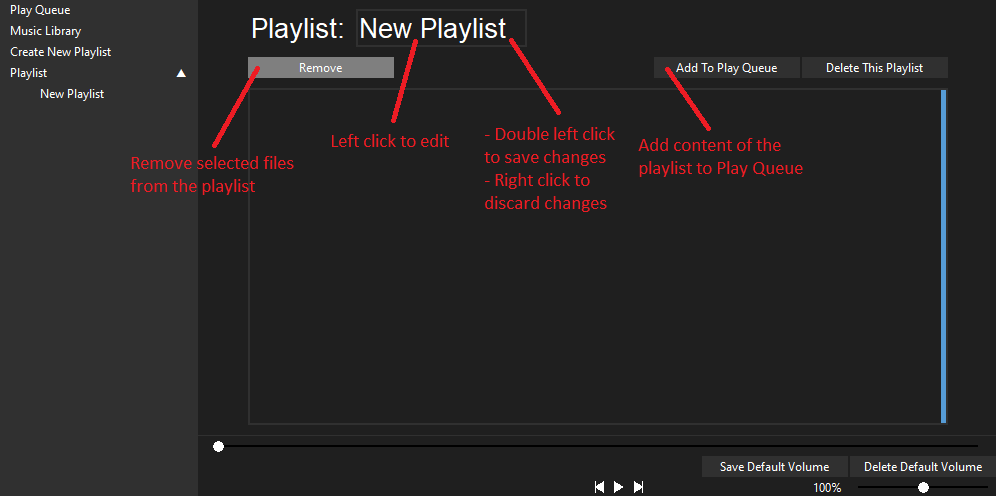 Play Queue
Music Library
Create New Playlist
Playlist
New Playlist
Playlist: New Playlist
Remove
Add To Play Queue
Delete This Playlist
Remove selected files
from the playlist
Left click to edit
- Double left click
to save changes
- Right click to
discard changes
Add content of the
playlist to Play Queue
Save Default Volume
Delete Default Volume
100%